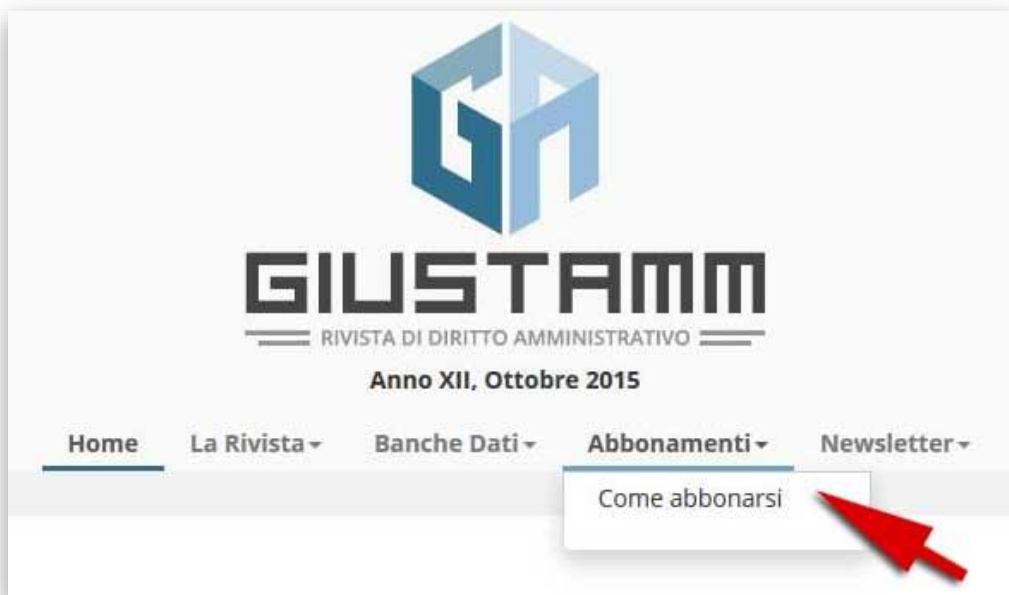 GA
GIUSTAMM
RIVISTA DI DIRITTO AMMINISTRATIVO
Anno XII, Ottobre 2015
Home La Rivista Banche Dati Abbonamenti Newsletter
Come abbonarsi